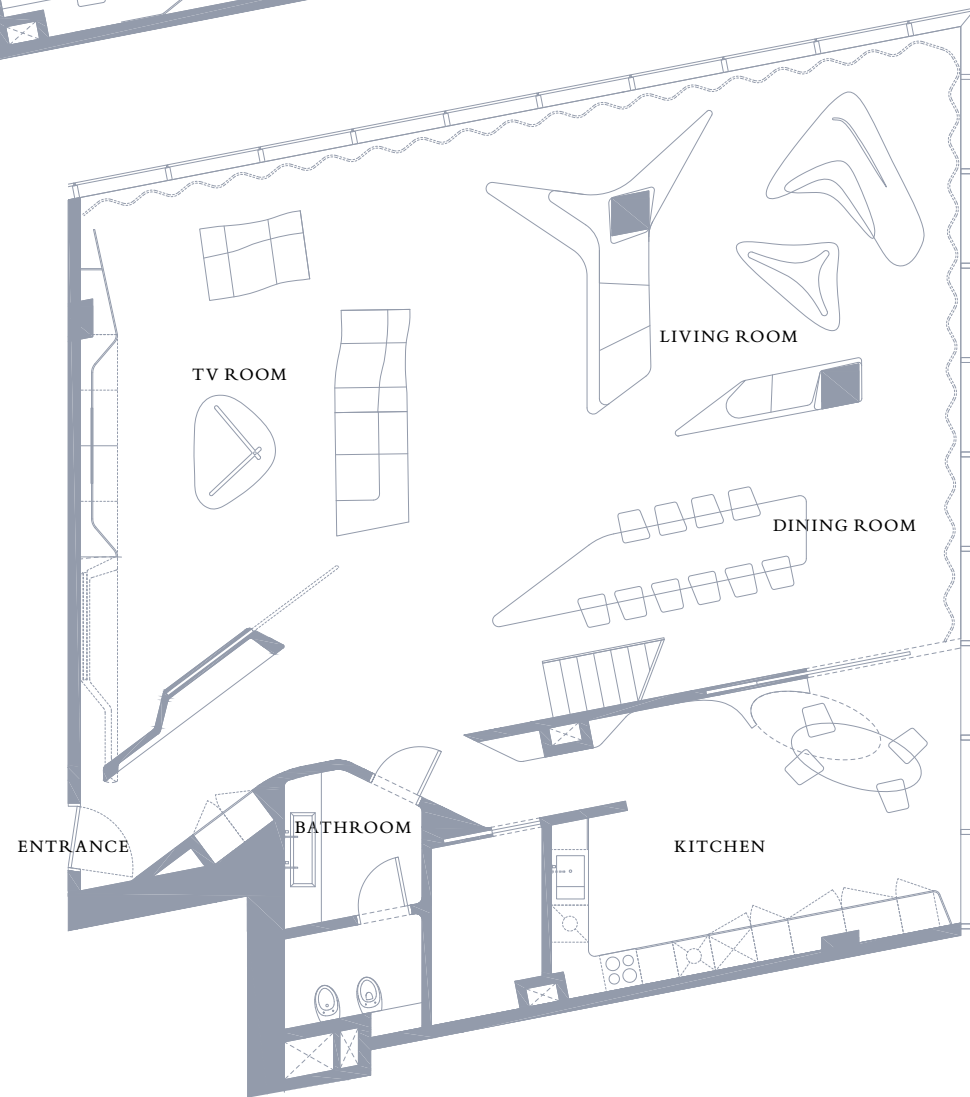 LIVING ROOM
TV ROOM
DINING ROOM
BATHROOM
ENTRANCE
KITCHEN